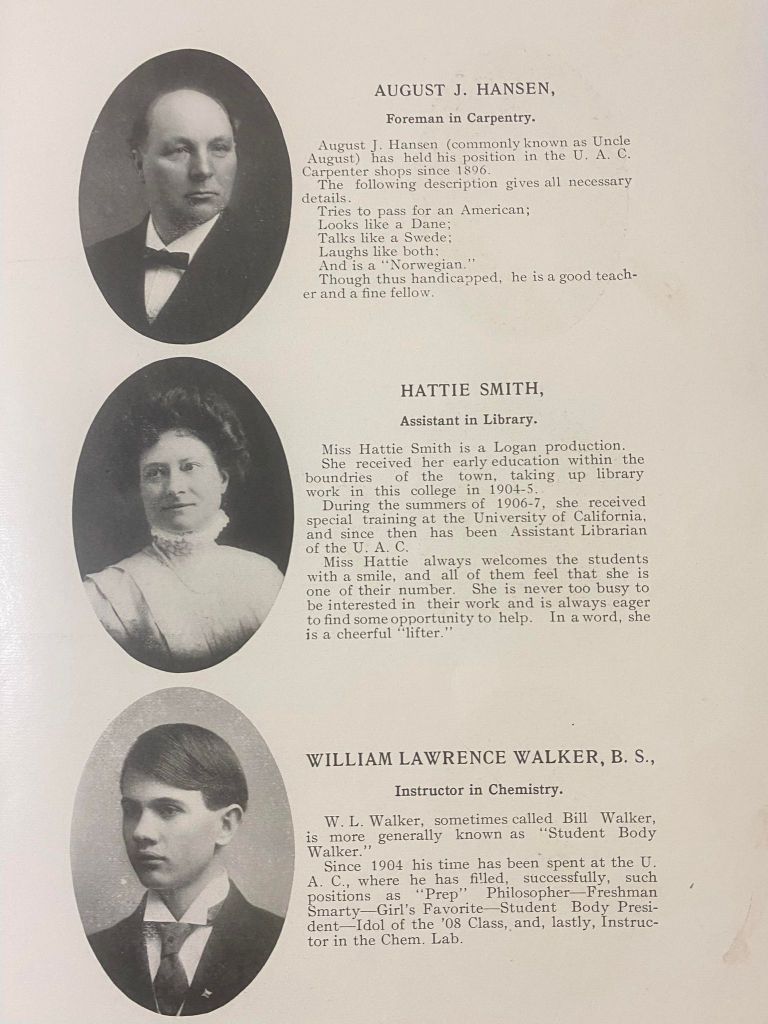 AUGUST J. HANSEN,
Foreman in Carpentry.
August J. Hansen (commonly known as Uncle
August) has held his position in the U. A. C.
Carpenter shops since 1896.
The following description gives all necessary
details.
Tries to pass for an American;
Looks like a Dane;
Talks like a Swede;
Laughs like both;
And is a "Norwegian."
Though thus handicapped, he is a good teach-
er and a fine fellow.
HATTIE SMITH,
Assistant in Library.
Miss Hattie Smith is a Logan production.
She received her early education within the
boundries of the town, taking up library
work in this college in 1904-5.
During the summers of 1906-7, she received
special training at the University of California,
and since then has been Assistant Librarian
of the U. A. C.
Miss Hattie always welcomes the students
with a smile, and all of them feel that she is
one of their number. She is never too busy to
be interested in their work and is always eager
to find some opportunity to help. In a word, she
is a cheerful "lifter."
WILLIAM LAWRENCE WALKER, B. S.,
Instructor in Chemistry.
W. L. Walker, sometimes called Bill Walker,
is more generally known as "Student Body
Walker."
Since 1904 his time has been spent at the U.
A. C., where he has filled, successfully, such
positions as "Prep" Philosopher—Freshman
Smarty—Girl's Favorite—Student Body Presi-
dent—Idol of the '08 Class, and, lastly, Instruc-
tor in the Chem. Lab.